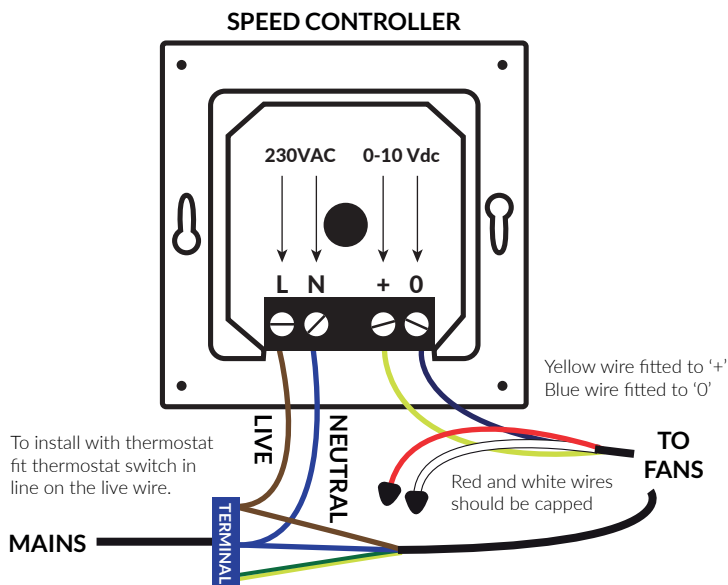 SPEED CONTROLLER
230VAC 0-10 Vdc
L N + 0
Yellow wire fitted to ‘+’
Blue wire fitted to ‘0’
LIVE
NEUTRAL
To install with thermostat
fit thermostat switch in
line on the live wire.
TO
FANS
Red and white wires
should be capped
MAINS
TERMINAL